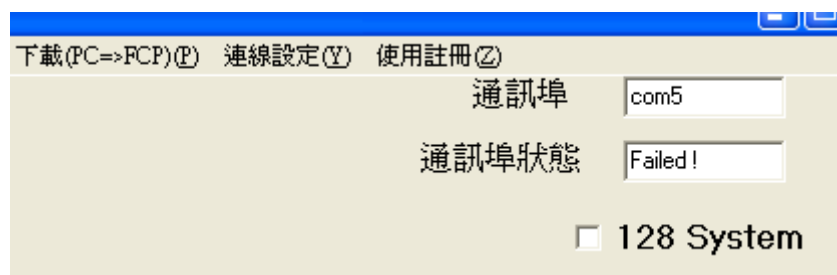 下載(PC=>FCP)(P) 連線設定(Y) 使用註冊(Z)
通訊埠 com5
通訊埠狀態 Failed!
128 System